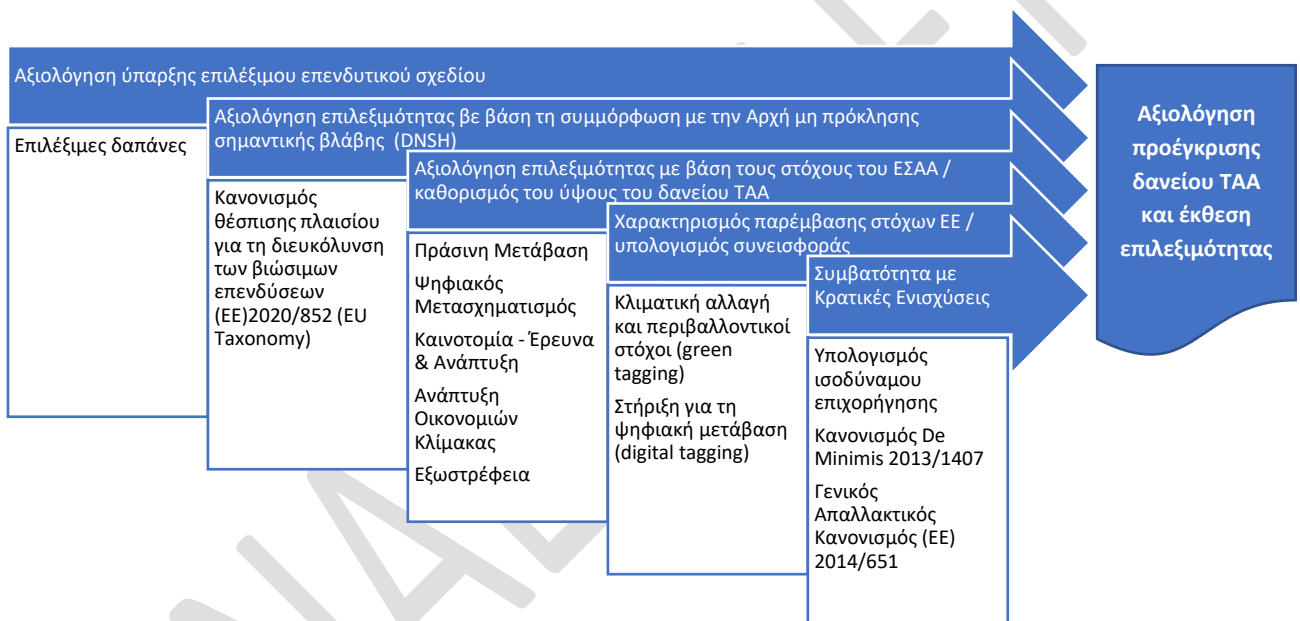 Αξιολόγηση ύπαρξης επιλέξιμου επενδυτικού σχεδίου
Επιλέξιμες δαπάνες
Αξιολόγηση επιλεξιμότητας βε βάση τη συμμόρφωση με την Αρχή μη πρόκλησης
σημαντικής βλάβης (DNSH)
Κανονισμός
θέσπισης πλαισίου
για τη διευκόλυνση
των βιώσιμων
επενδύσεων
(ΕΕ)2020/852 (EU
Taxonomy)
Αξιολόγηση επιλεξιμότητας με βάση τους στόχους του ΕΣΑΑ /
καθορισμός του ύψους του δανείου ΤΑΑ
Πράσινη Μετάβαση
Ψηφιακός
Μετασχηματισμός
Καινοτομία - Έρευνα
& Ανάπτυξη
Ανάπτυξη
Οικονομιών
Κλίμακας
Εξωστρέφεια
Χαρακτηρισμός παρέμβασης στόχων ΕΕ /
υπολογισμός συνεισφοράς
Κλιματική αλλαγή
και περιβαλλοντικοί
στόχοι (green
tagging)
Στήριξη για τη
ψηφιακή μετάβαση
(digital tagging)
Συμβατότητα με
Κρατικές Ενισχύσεις
Υπολογισμός
ισοδύναμου
επιχορήγησης
Κανονισμός De
Minimis 2013/1407
Γενικός
Απαλλακτικός
Κανονισμός (ΕΕ)
2014/651
Αξιολόγηση
προέγκρισης
δανείου ΤΑΑ
και έκθεση
επιλεξιμότητας